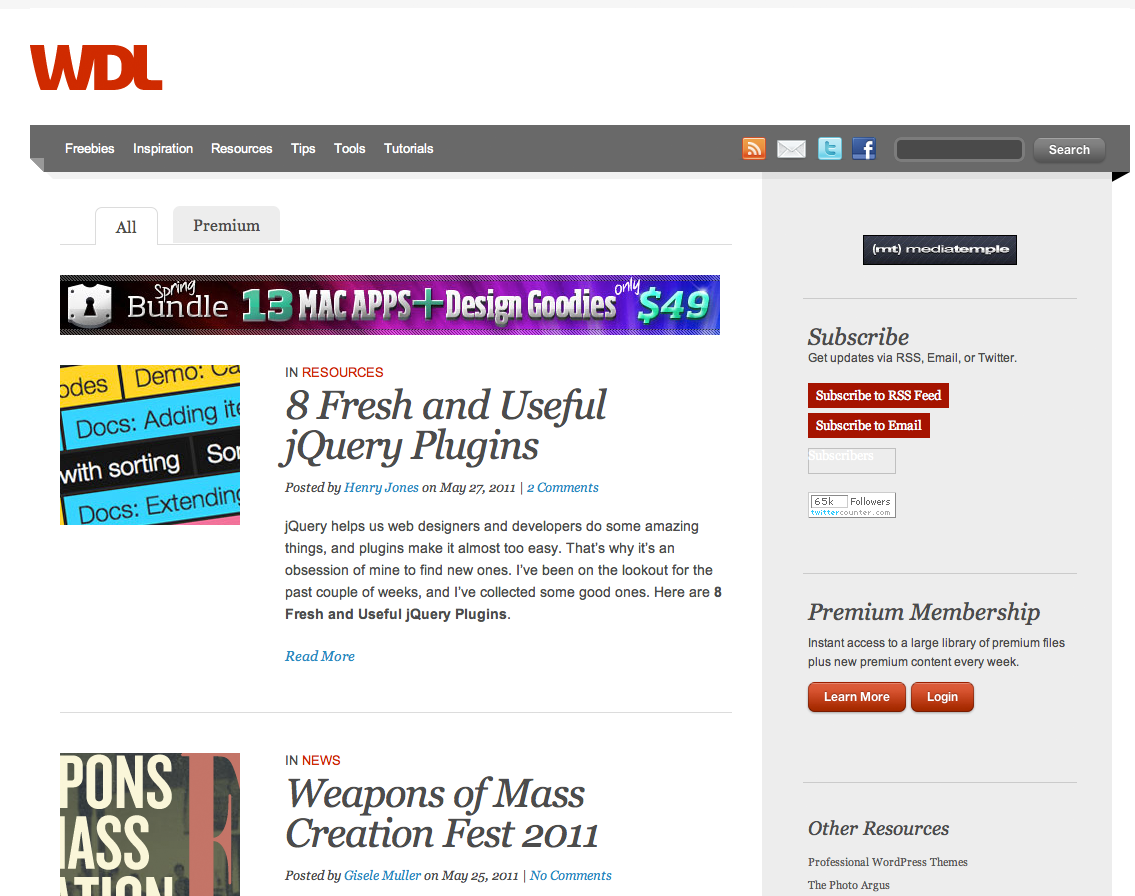 WDL
Freebies Inspiration Resources Tips Tools Tutorials
Search
All Premium
Spring Bundle 13 MAC APPS + Design Goodies only $49
odes Demo: Ca
Docs: Adding ite
with sorting Sor
Docs: Extending
IN RESOURCES
8 Fresh and Useful
jQuery Plugins
Posted by Henry Jones on May 27, 2011 | 2 Comments
jQuery helps us web designers and developers do some amazing
things, and plugins make it almost too easy. That's why it's an
obsession of mine to find new ones. I've been on the lookout for the
past couple of weeks, and I've collected some good ones. Here are 8
Fresh and Useful jQuery Plugins.
Read More
PONS
MASS
ATION
F
IN NEWS
Weapons of Mass
Creation Fest 2011
Posted by Gisele Muller on May 25, 2011 | No Comments
(mt) mediatemple
Subscribe
Get updates via RSS, Email, or Twitter.
Subscribe to RSS Feed
Subscribe to Email
Subscribers
65k Followers
twittercounter.com
Premium Membership
Instant access to a large library of premium files
plus new premium content every week.
Learn More Login
Other Resources
Professional WordPress Themes
The Photo Argus